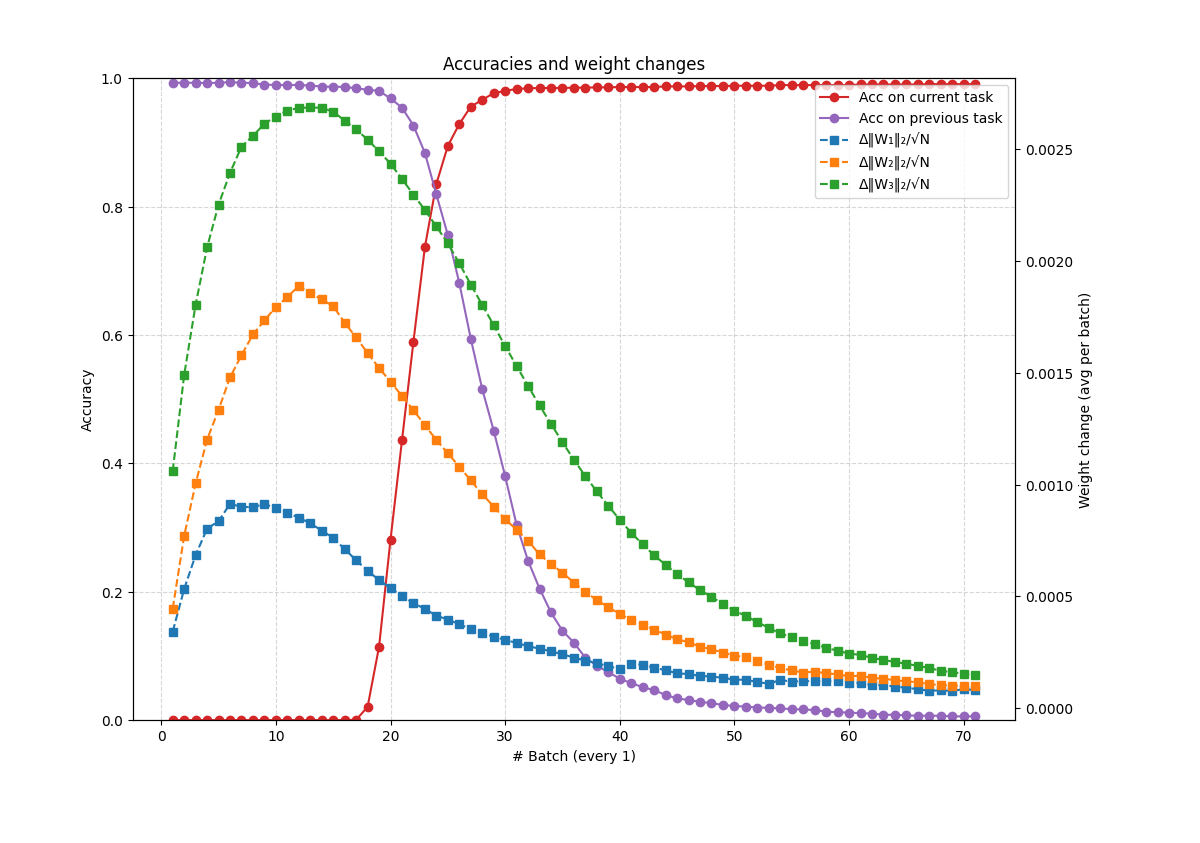 Accuracies and weight changes
1.0
0.8
0.6
0.4
0.2
0.0
Accuracy
Acc on current task
Acc on previous task
Δ‖W₁‖₂/√N
Δ‖W₂‖₂/√N
Δ‖W₃‖₂/√N
0.0025
0.0020
0.0015
0.0010
0.0005
0.0000
Weight change (avg per batch)
0 10 20 30 40 50 60 70
# Batch (every 1)